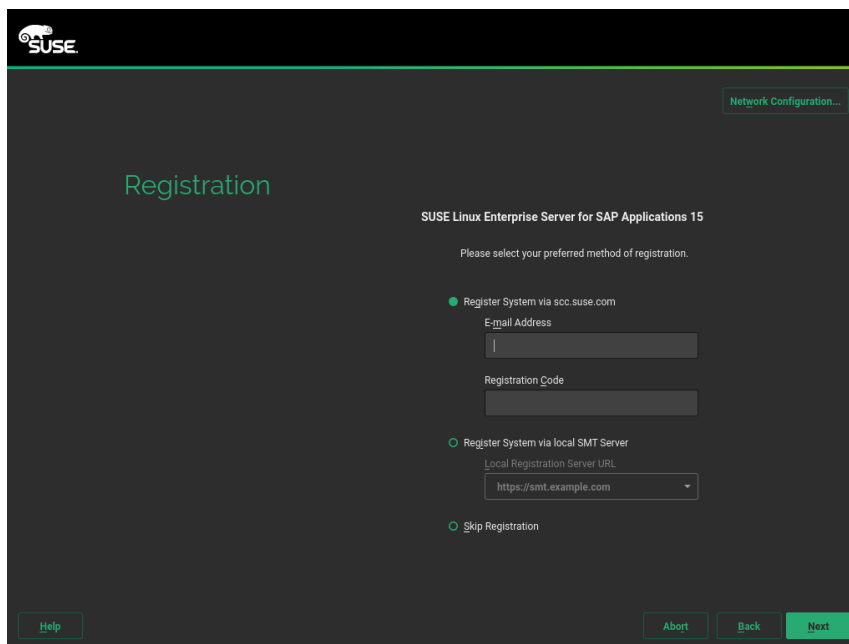 SUSE.
Network Configuration...
Registration
SUSE Linux Enterprise Server for SAP Applications 15
Please select your preferred method of registration.
Register System via scc.suse.com
E-mail Address
Registration Code
Register System via local SMT Server
Local Registration Server URL
https://smt.example.com
Skip Registration
Help
Abort
Back
Next